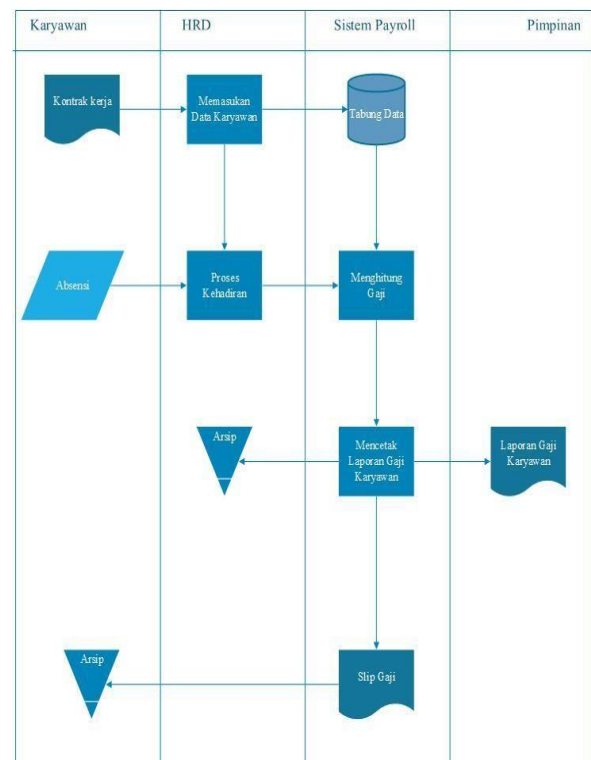 Karyawan
HRD
Sistem Payroll
Pimpinan
Kontrak kerja
Memasukan
Data Karyawan
Tabung Data
Absensi
Proses
Kehadiran
Menghitung
Gaji
Arsip
Mencetak
Laporan Gaji
Karyawan
Laporan Gaji
Karyawan
Arsip
Slip Gaji